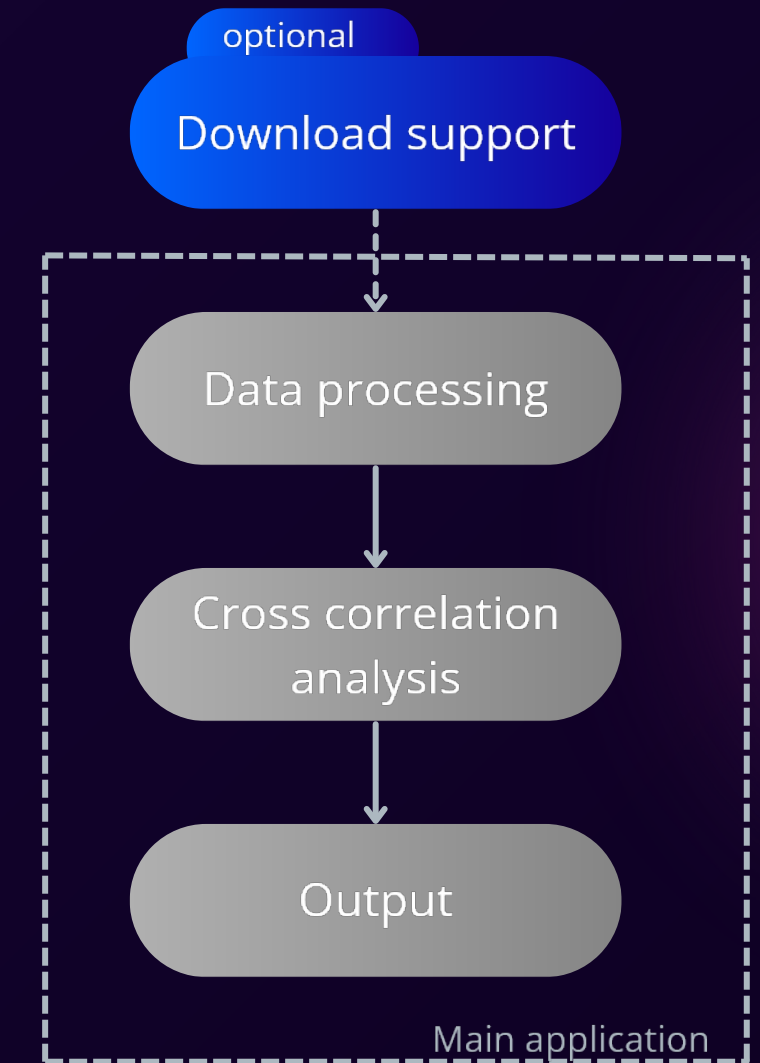 optional
Download support
Data processing
Cross correlation
analysis
Output
Main application